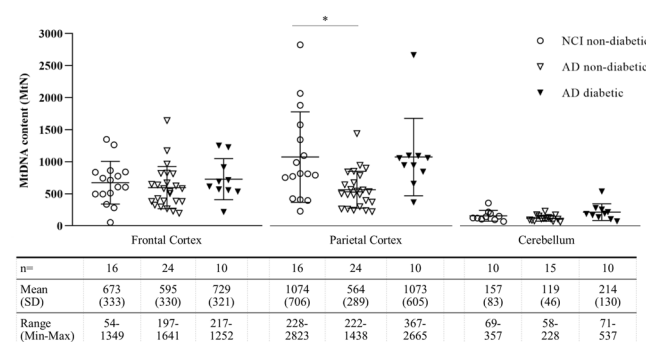 *
3000
2500
2000
1500
1000
500
0
MtDNA content (MtN)
NCI non-diabetic
AD non-diabetic
AD diabetic
Frontal Cortex Parietal Cortex Cerebellum
n= 16 24 10 16 24 10 10 15 10
Mean 673 595 729 1074 564 1073 157 119 214
(SD) (333) (330) (321) (706) (289) (605) (83) (46) (130)
Range 54- 197- 217- 228- 222- 367- 69- 58- 71-
(Min-Max) 1349 1641 1252 2823 1438 2665 357 228 537